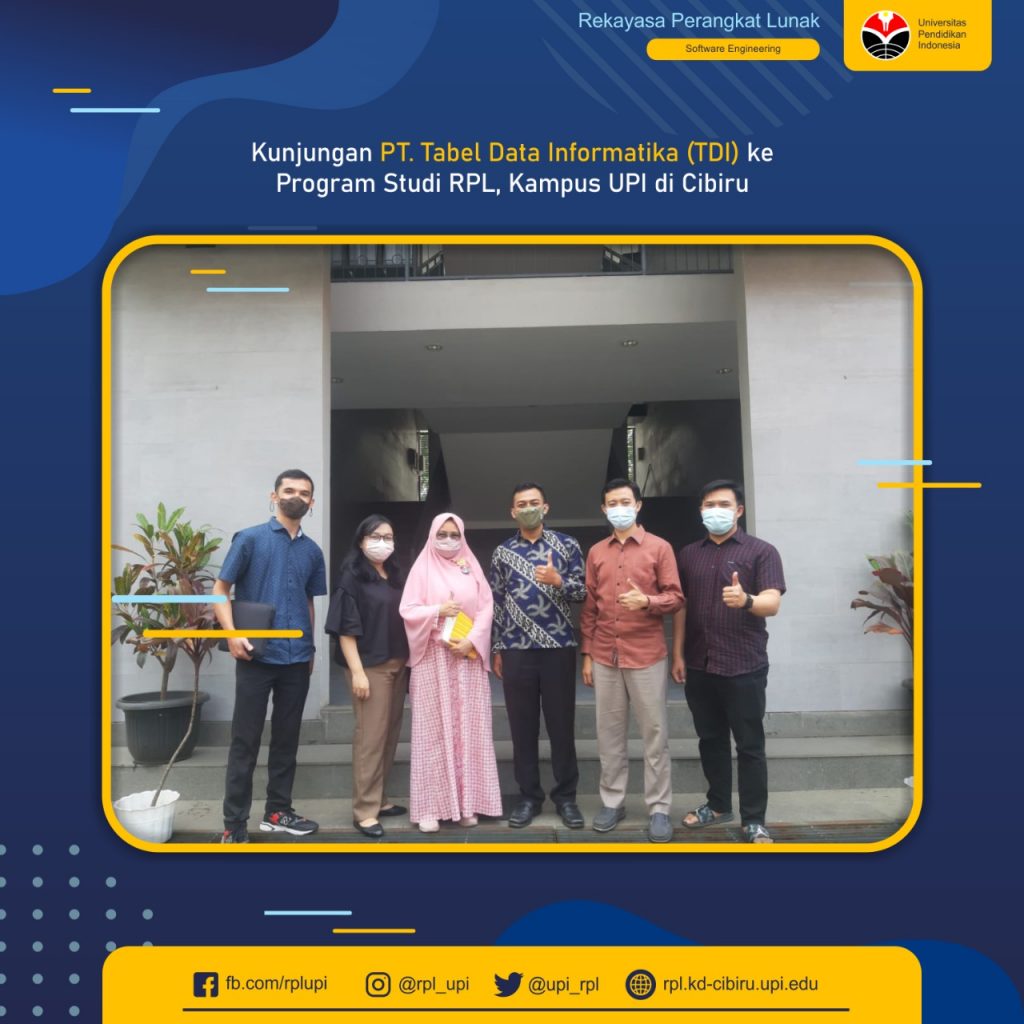 Rekayasa Perangkat Lunak
Software Engineering
Universitas
Pendidikan
Indonesia
Kunjungan PT. Tabel Data Informatika (TDI) ke
Program Studi RPL, Kampus UPI di Cibiru
fb.com/rplupi
@rpl_upi
@upi_rpl
rpl.kd-cibiru.upi.edu